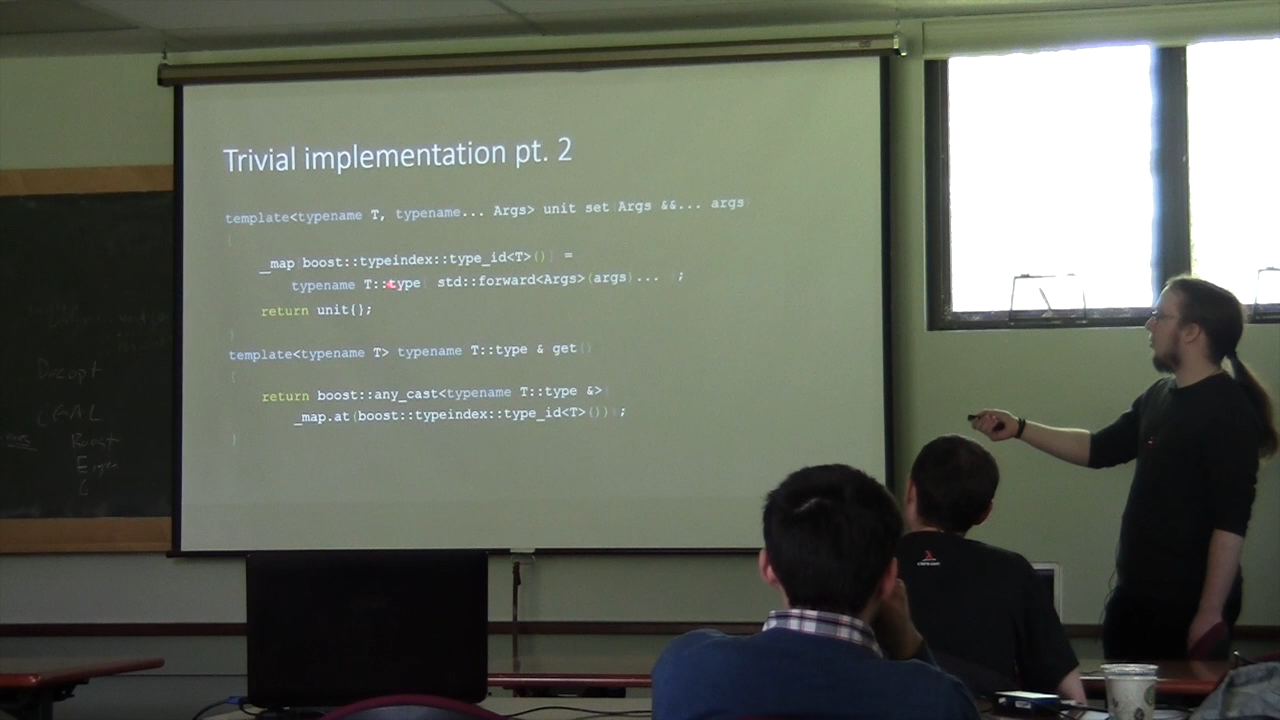 Trivial implementation pt. 2
template<typename T, typename... Args> unit set(Args &&... args)
{
_map[boost::typeindex::type_id<T>()] =
typename T::type( std::forward<Args>(args)... );
return unit{};
}
template<typename T> typename T::type & get()
{
return boost::any_cast<typename T::type &>(
_map.at(boost::typeindex::type_id<T>()));
}
Boost